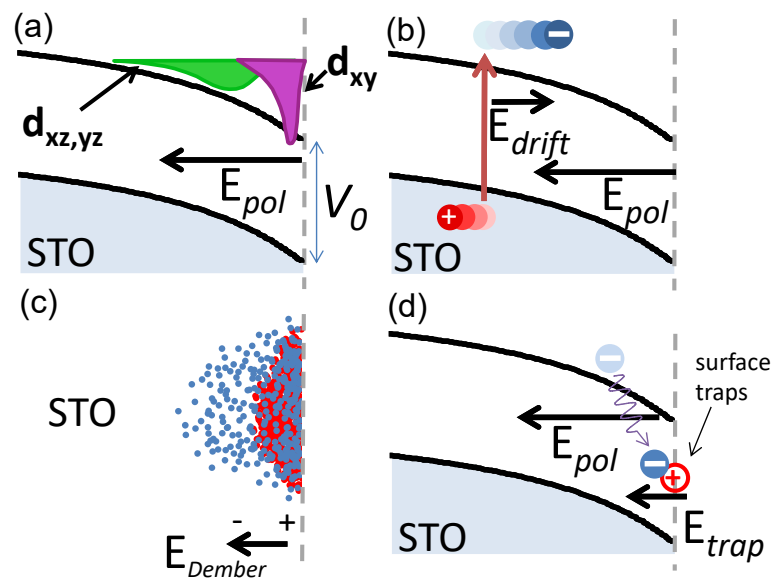 (a)
d_xy
d_xz,yz
E_pol
V_0
STO
(b)
−
E_drift
E_pol
+
STO
(c)
STO
- +
E_Dember
(d)
−
surface
traps
E_pol
−
+
E_trap
STO